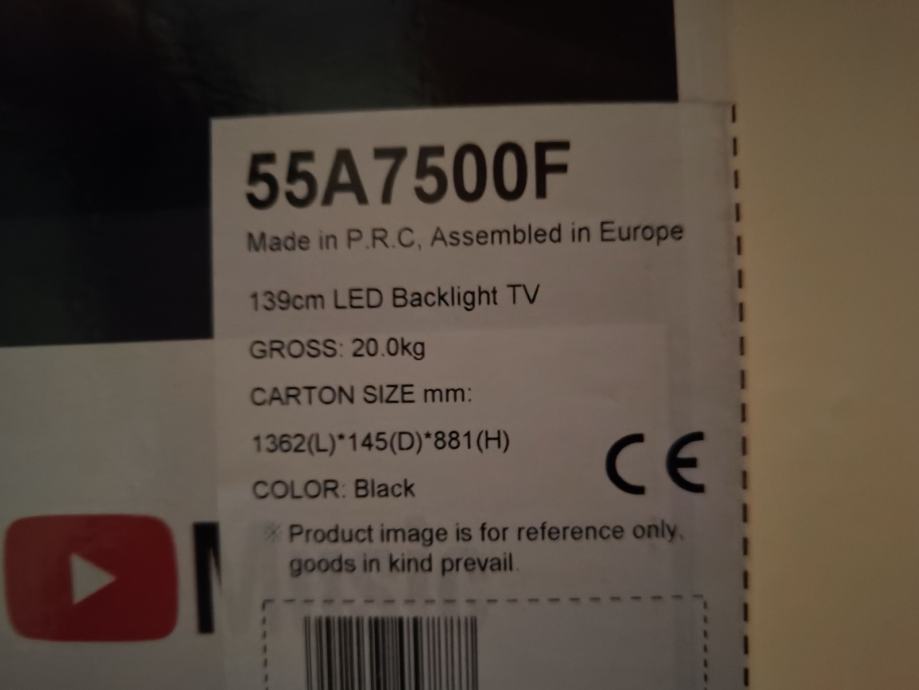 55A7500F
Made in P.R.C, Assembled in Europe
139cm LED Backlight TV
GROSS: 20.0kg
CARTON SIZE mm:
1362(L)*145(D)*881(H)
COLOR: Black
CE
※ Product image is for reference only,
goods in kind prevail.